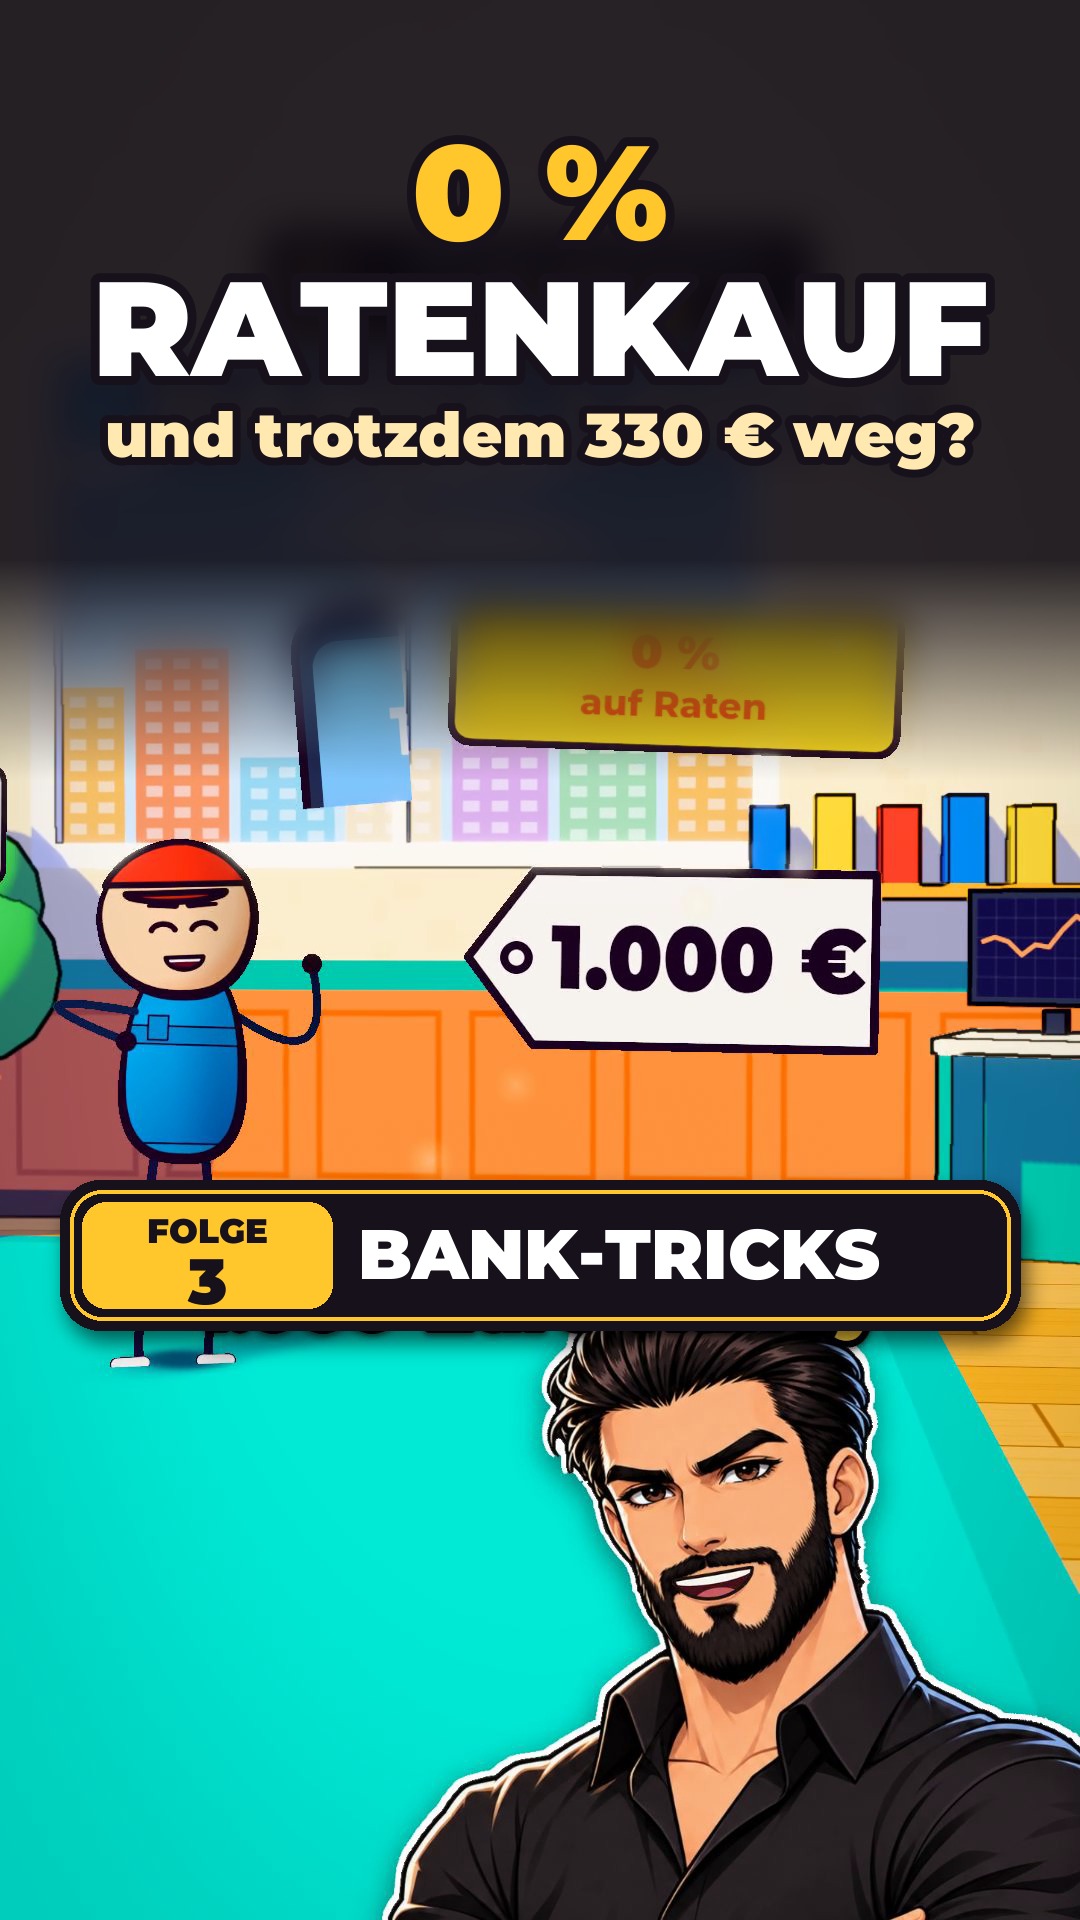 0 %
RATENKAUF
und trotzdem 330 € weg?
0 %
auf Raten
1.000 €
FOLGE
3
BANK-TRICKS